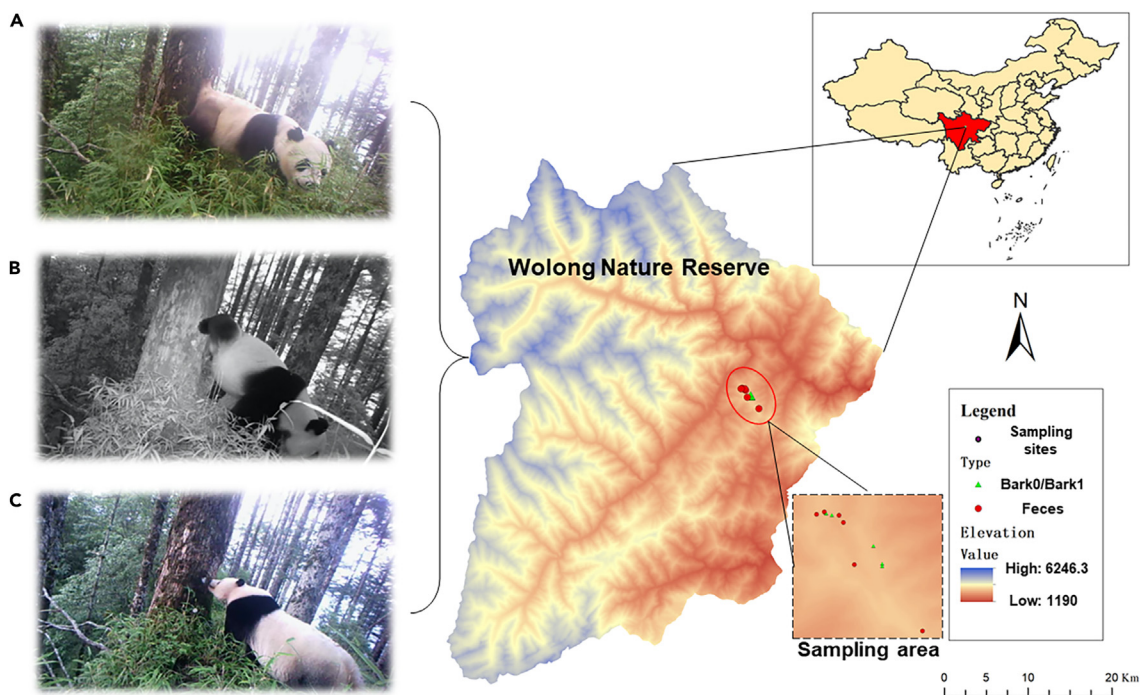 A
B
C
Wolong Nature Reserve
N
Legend
Sampling
sites
Type
Bark0/Bark1
Feces
Elevation
Value
High: 6246.3
Low: 1190
Sampling area
0 5 10 20 Km